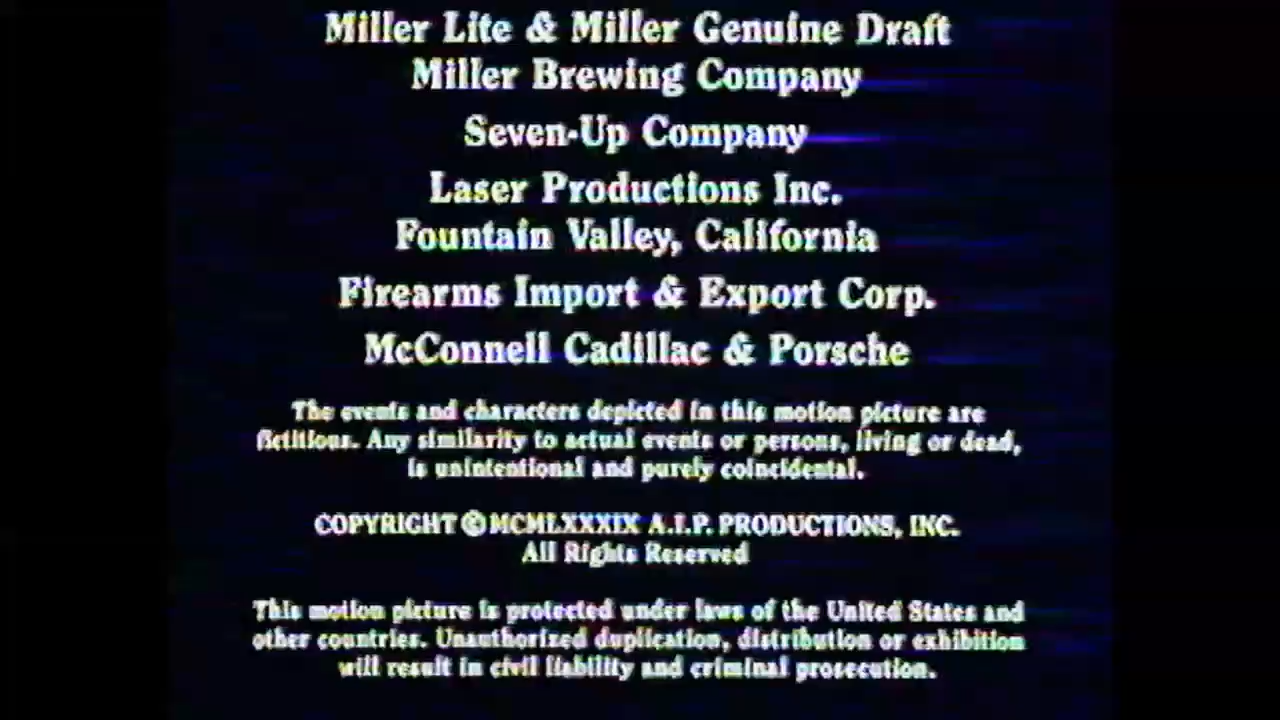 Miller Lite & Miller Genuine Draft
Miller Brewing Company
Seven-Up Company
Laser Productions Inc.
Fountain Valley, California
Firearms Import & Export Corp.
McConnell Cadillac & Porsche
The events and characters depicted in this motion picture are
fictitious. Any similarity to actual events or persons, living or dead,
is unintentional and purely coincidental.
COPYRIGHT © MCMLXXXIX A.I.P. PRODUCTIONS, INC.
All Rights Reserved
This motion picture is protected under laws of the United States and
other countries. Unauthorized duplication, distribution or exhibition
will result in civil liability and criminal prosecution.